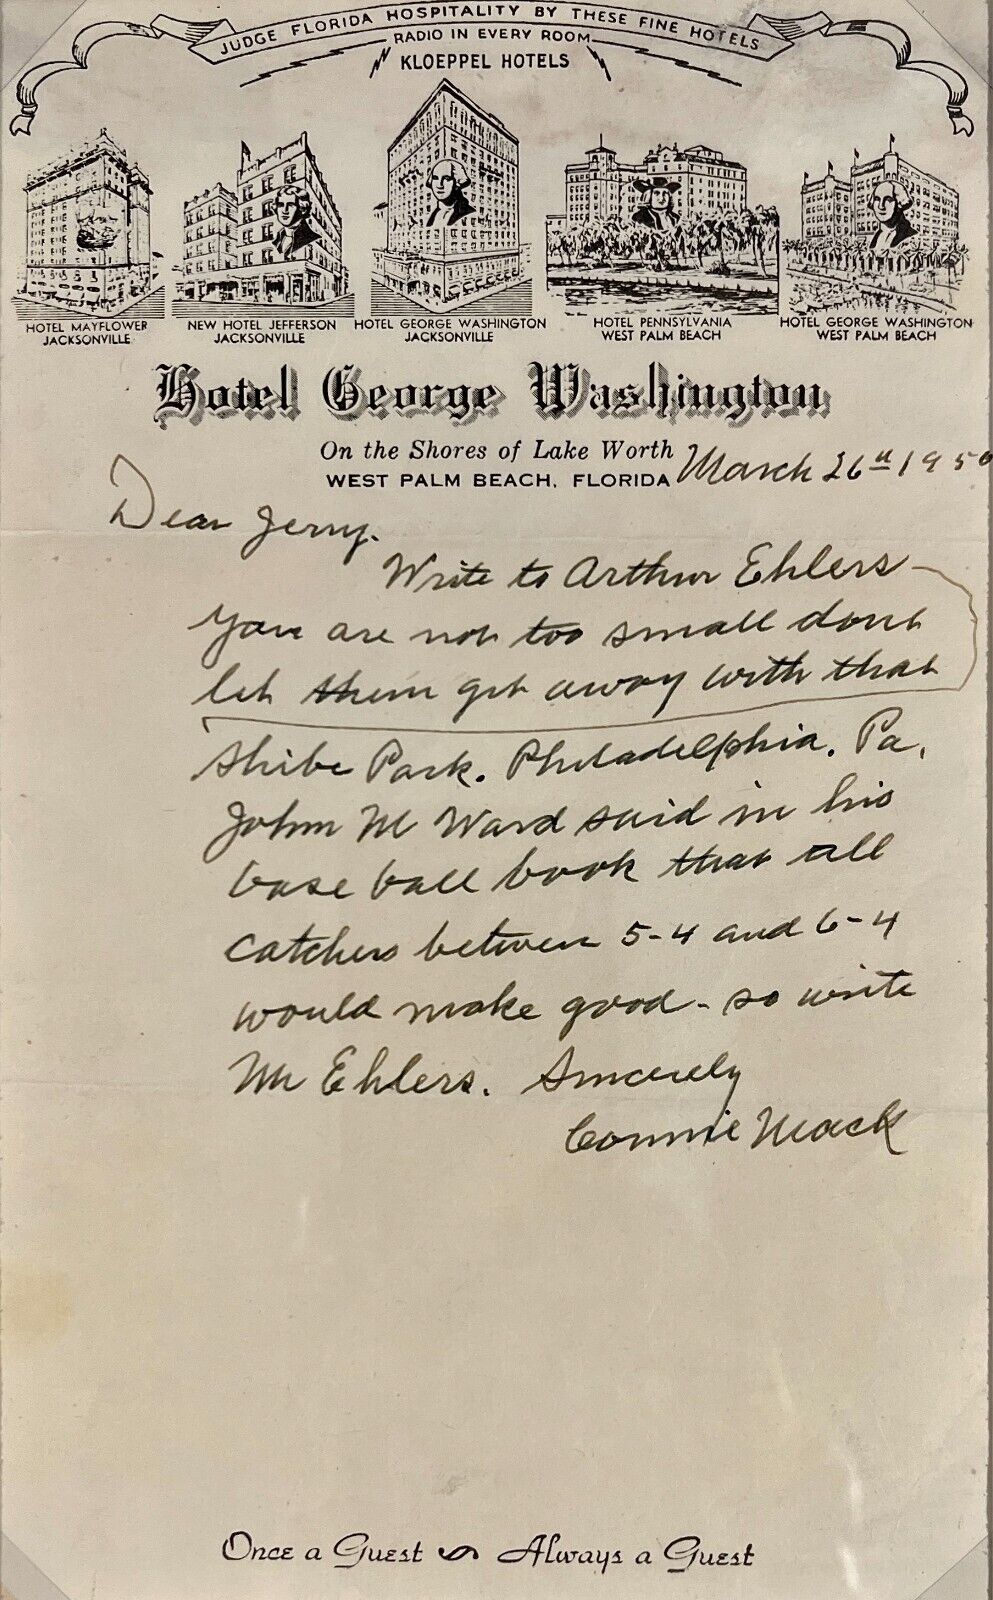 JUDGE FLORIDA HOSPITALITY BY THESE FINE HOTELS
RADIO IN EVERY ROOM
KLOEPPEL HOTELS
HOTEL MAYFLOWER
JACKSONVILLE
NEW HOTEL JEFFERSON
JACKSONVILLE
HOTEL GEORGE WASHINGTON
JACKSONVILLE
HOTEL PENNSYLVANIA
WEST PALM BEACH
HOTEL GEORGE WASHINGTON
WEST PALM BEACH
Hotel George Washington
On the Shores of Lake Worth
WEST PALM BEACH, FLORIDA
March 26th 1950
Dear Jerry.
Write to Arthur Ehlers
you are not too small dont
let them get away with that
Shibe Park. Philadelphia. Pa.
John M Ward said in his
base ball book that all
catchers between 5-4 and 6-4
would make good - so write
Mr Ehlers. Sincerely
Connie Mack
Once a Guest Always a Guest